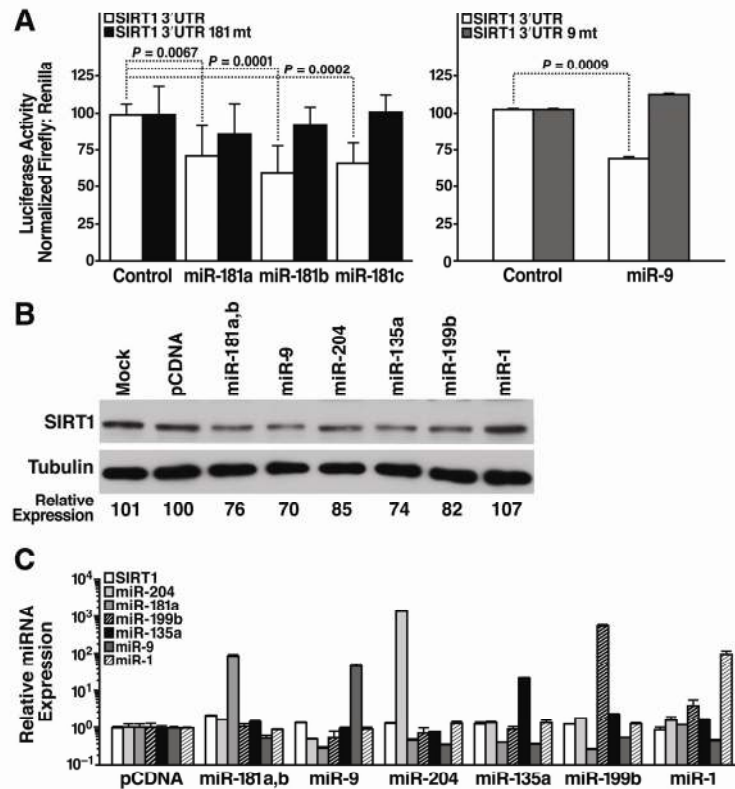 A
SIRT1 3'UTR
SIRT1 3'UTR 181 mt
P = 0.0067
P = 0.0001
P = 0.0002
Luciferase Activity
Normalized Firefly: Renilla
125
100
75
50
25
0
Control miR-181a miR-181b miR-181c
SIRT1 3'UTR
SIRT1 3'UTR 9 mt
P = 0.0009
125
100
75
50
25
0
Control miR-9
B
Mock pCDNA miR-181a,b miR-9 miR-204 miR-135a miR-199b miR-1
SIRT1
Tubulin
Relative
Expression
101 100 76 70 85 74 82 107
C
SIRT1
miR-204
miR-181a
miR-199b
miR-135a
miR-9
miR-1
Relative miRNA
Expression
10⁴
10³
10²
10¹
10⁰
10⁻¹
pCDNA miR-181a,b miR-9 miR-204 miR-135a miR-199b miR-1